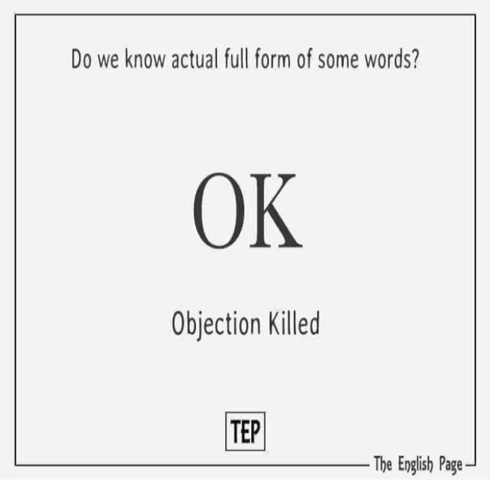 Do we know actual full form of some words?
OK
Objection Killed
TEP
The English Page